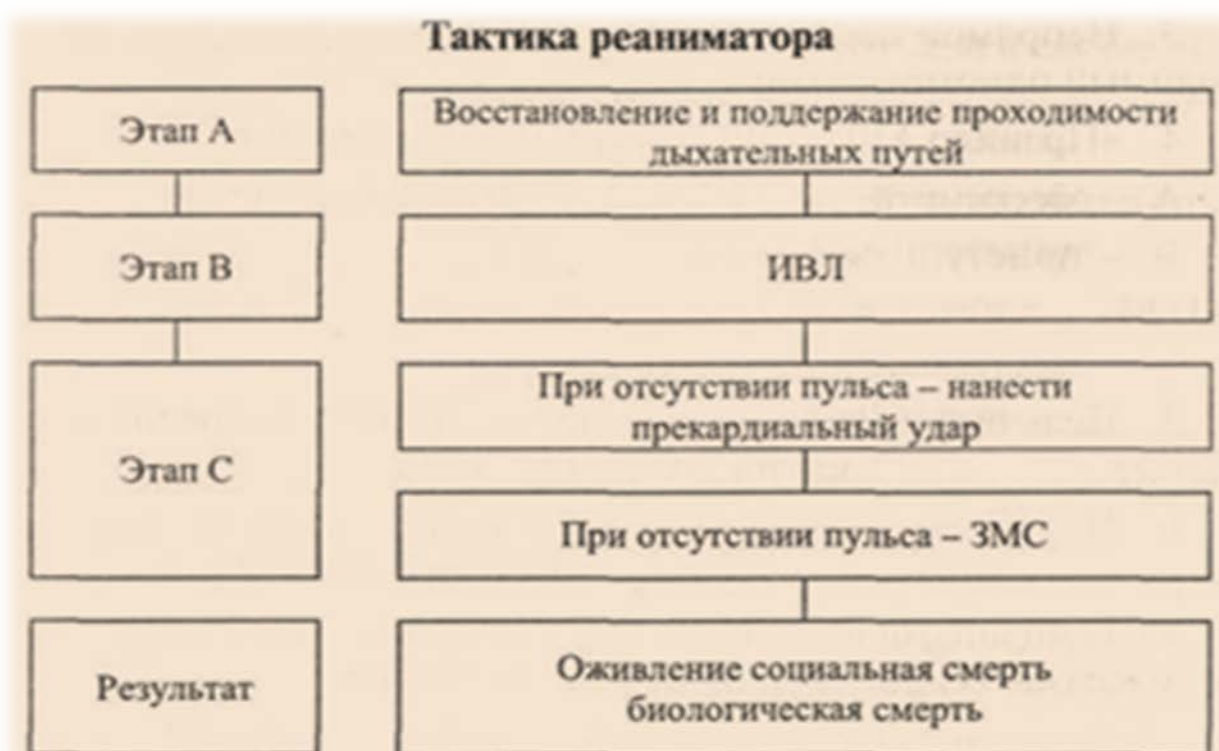 Тактика реаниматора
Этап А
Восстановление и поддержание проходимости
дыхательных путей
Этап В
ИВЛ
Этап С
При отсутствии пульса – нанести
прекардиальный удар
При отсутствии пульса – ЗМС
Результат
Оживление социальная смерть
биологическая смерть